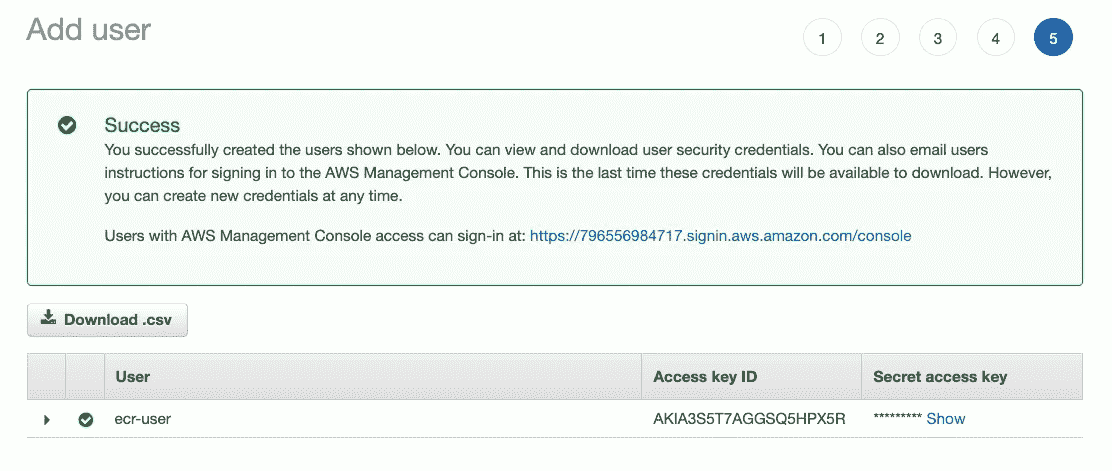 Add user
1 2 3 4 5
Success
You successfully created the users shown below. You can view and download user security credentials. You can also email users
instructions for signing in to the AWS Management Console. This is the last time these credentials will be available to download. However,
you can create new credentials at any time.
Users with AWS Management Console access can sign-in at: https://796556984717.signin.aws.amazon.com/console
Download .csv
User Access key ID Secret access key
ecr-user AKIA3S5T7AGGSQ5HPX5R ********* Show